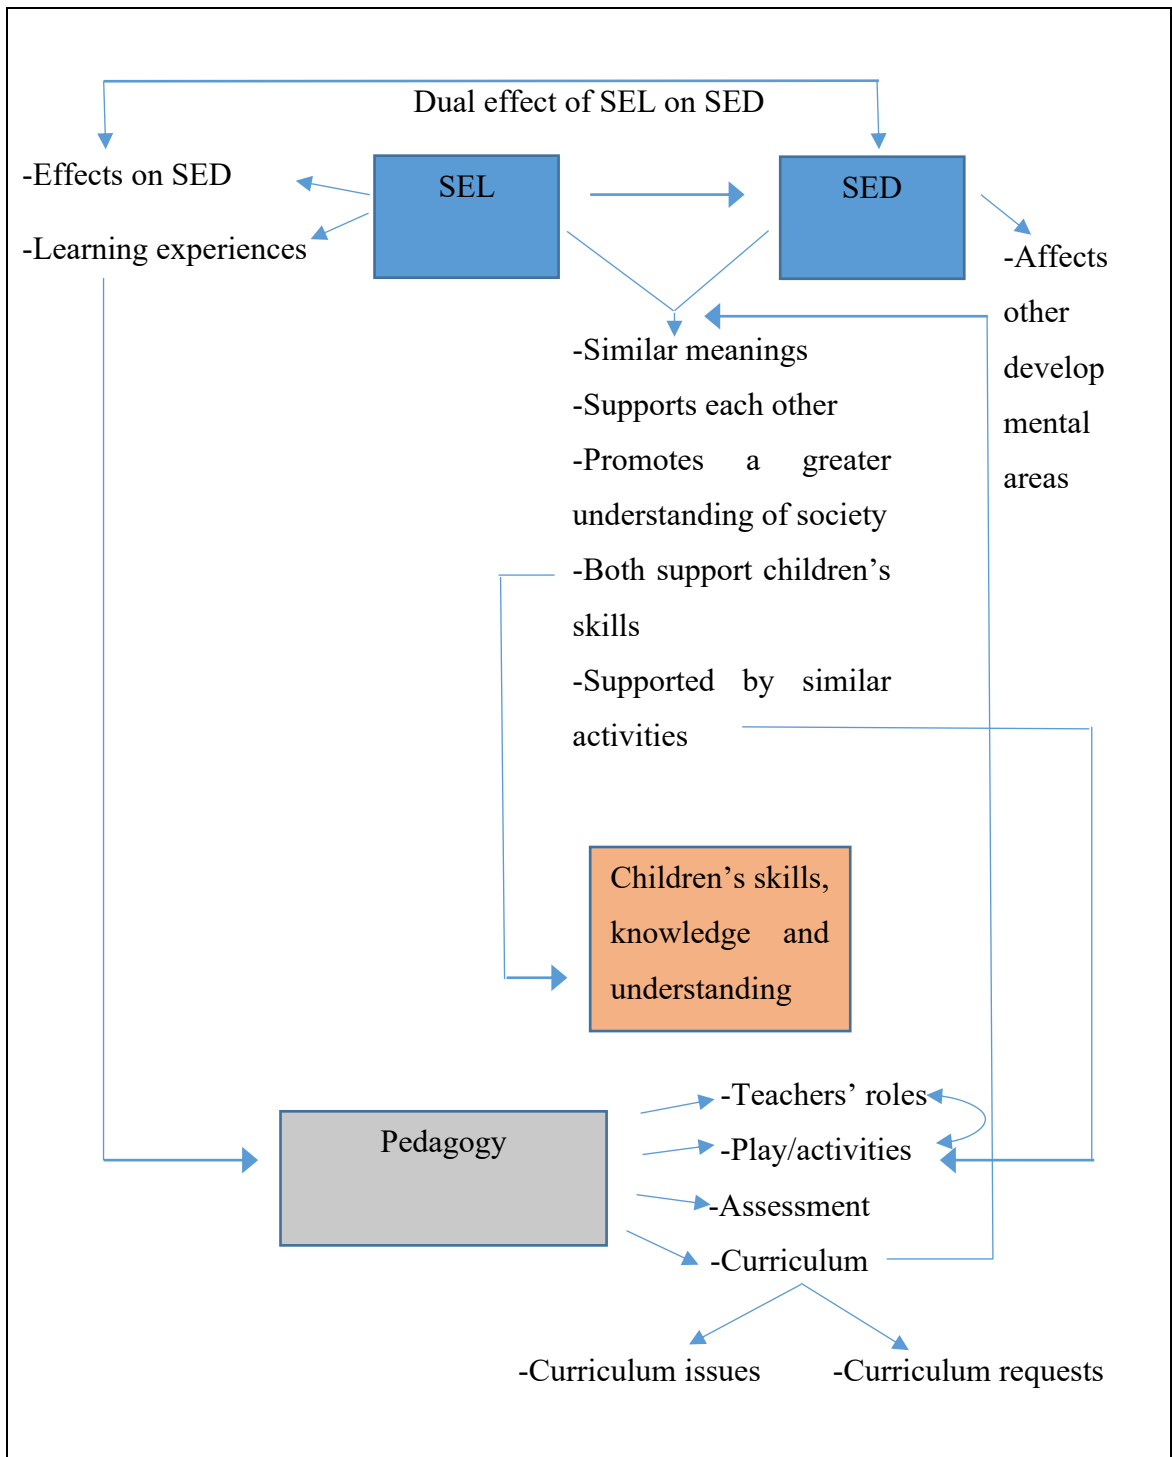 Dual effect of SEL on SED
-Effects on SED
SEL
SED
-Learning experiences
-Affects
other
develop
mental
areas
-Similar meanings
-Supports each other
-Promotes a greater
understanding of society
-Both support children’s
skills
-Supported by similar
activities
Children’s skills,
knowledge and
understanding
Pedagogy
-Teachers’ roles
-Play/activities
-Assessment
-Curriculum
-Curriculum issues
-Curriculum requests